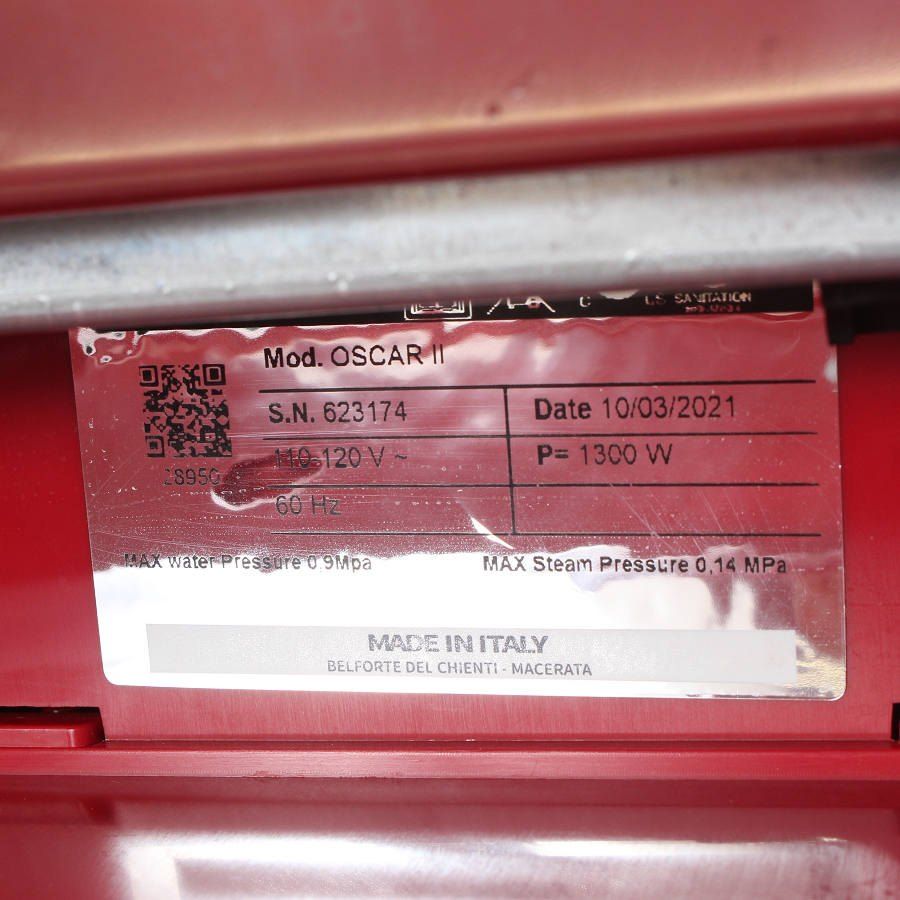 C US SANITATION
Mod. OSCAR II
S.N. 623174 Date 10/03/2021
110-120 V ~ P= 1300 W
60 Hz
MAX water Pressure 0,9Mpa MAX Steam Pressure 0,14 MPa
MADE IN ITALY
BELFORTE DEL CHIENTI - MACERATA